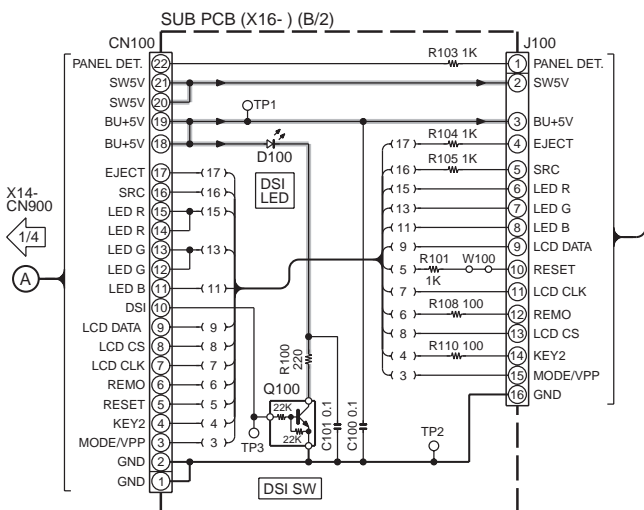 SUB PCB (X16- ) (B/2)
CN100
J100
PANEL DET. 22
R103 1K
1 PANEL DET.
SW5V 21
2 SW5V
SW5V 20
BU+5V 19
TP1
3 BU+5V
BU+5V 18
D100
17 R104 1K
4 EJECT
DSI
LED
EJECT 17 17
16 R105 1K
5 SRC
SRC 16 16
15
6 LED R
X14-
CN900
1/4
A
LED R 15 15
13
7 LED G
LED R 14
11
8 LED B
LED G 13 13
9
9 LCD DATA
LED G 12
5 R101
1K
W100
10 RESET
LED B 11 11
7
11 LCD CLK
DSI 10
6 R108 100
12 REMO
LCD DATA 9 9
8
13 LCD CS
LCD CS 8 8
R100
220
4 R110 100
14 KEY2
LCD CLK 7 7
3
15 MODE/VPP
REMO 6 6
Q100
16 GND
RESET 5 5
22K
KEY2 4 4
22K
C101 0.1
C100 0.1
TP2
MODE/VPP 3 3
TP3
GND 2
DSI SW
GND 1